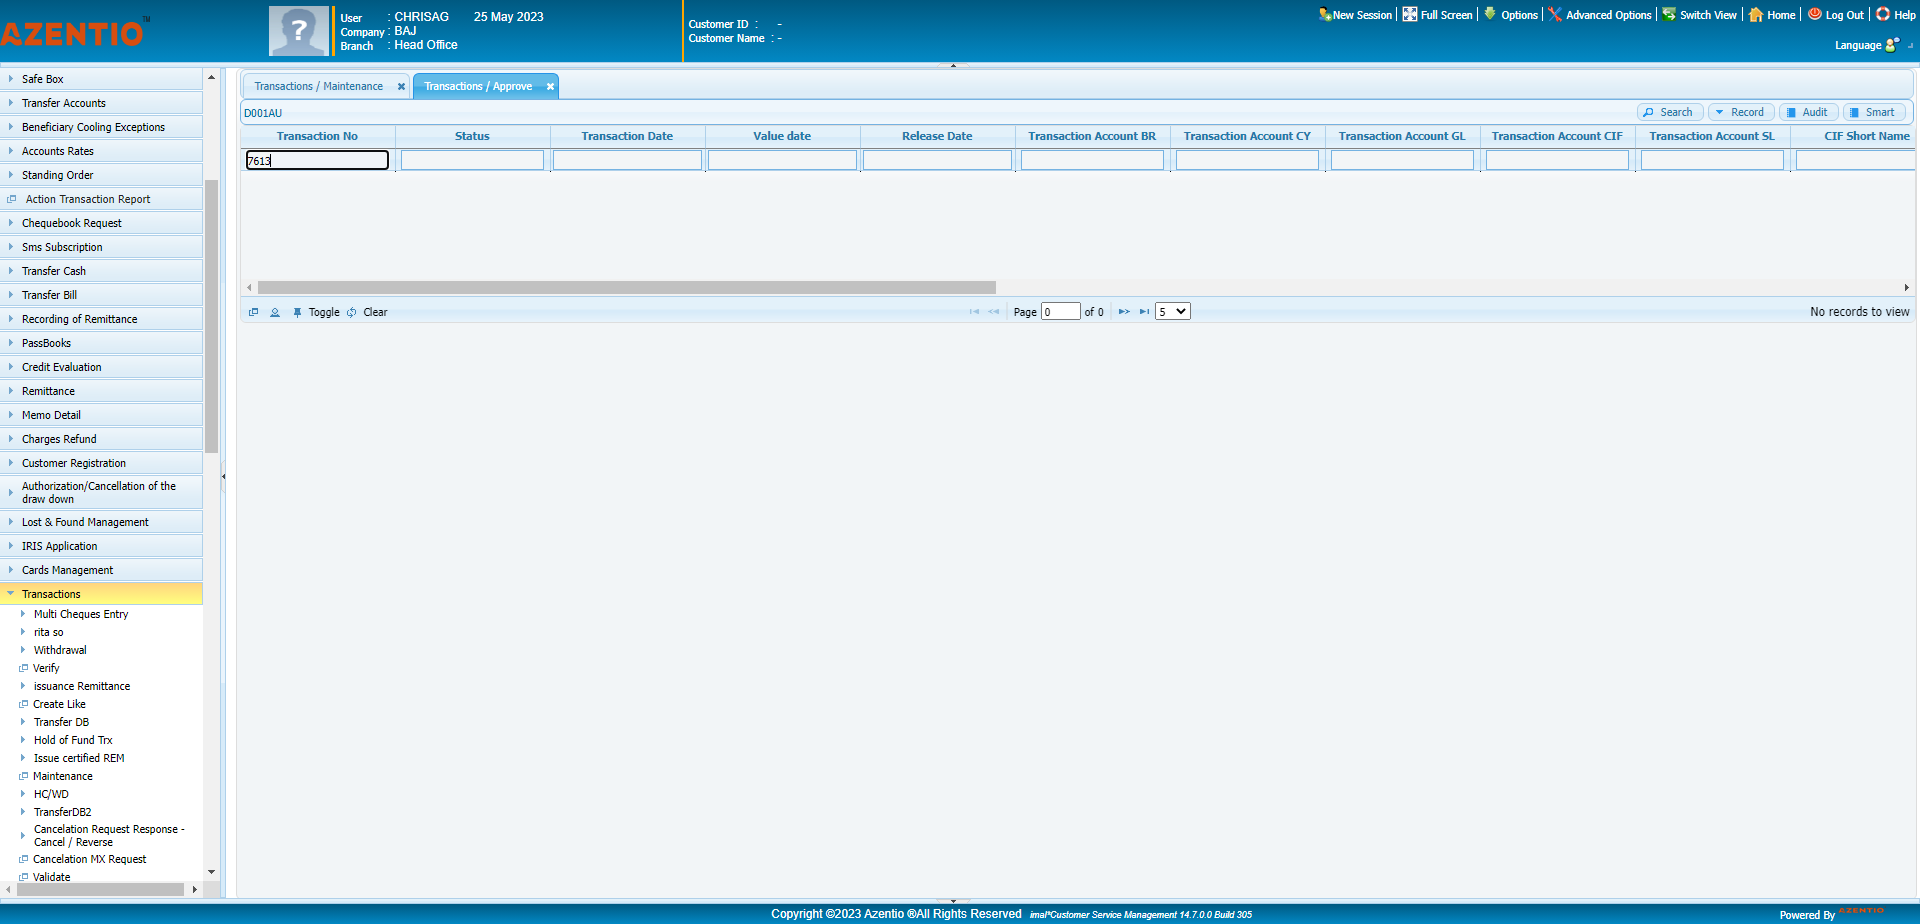 AZENTIO TM
User : CHRISAG 25 May 2023
Company : BAJ
Branch : Head Office
Customer ID : -
Customer Name : -
New Session Full Screen Options Advanced Options Switch View Home Log Out Help
Language
Safe Box
Transfer Accounts
Beneficiary Cooling Exceptions
Accounts Rates
Standing Order
Action Transaction Report
Chequebook Request
Sms Subscription
Transfer Cash
Transfer Bill
Recording of Remittance
PassBooks
Credit Evaluation
Remittance
Memo Detail
Charges Refund
Customer Registration
Authorization/Cancellation of the
draw down
Lost & Found Management
IRIS Application
Cards Management
Transactions
Multi Cheques Entry
rita so
Withdrawal
Verify
issuance Remittance
Create Like
Transfer DB
Hold of Fund Trx
Issue certified REM
Maintenance
HC/WD
TransferDB2
Cancelation Request Response -
Cancel / Reverse
Cancelation MX Request
Validate
Transactions / Maintenance Transactions / Approve
D001AU Search Record Audit Smart
Transaction No Status Transaction Date Value date Release Date Transaction Account BR Transaction Account CY Transaction Account GL Transaction Account CIF Transaction Account SL CIF Short Name
7613
Toggle Clear Page 0 of 0 5 No records to view
Copyright ©2023 Azentio ®All Rights Reserved imal*Customer Service Management 14.7.0.0 Build 305
Powered By AZENTIO